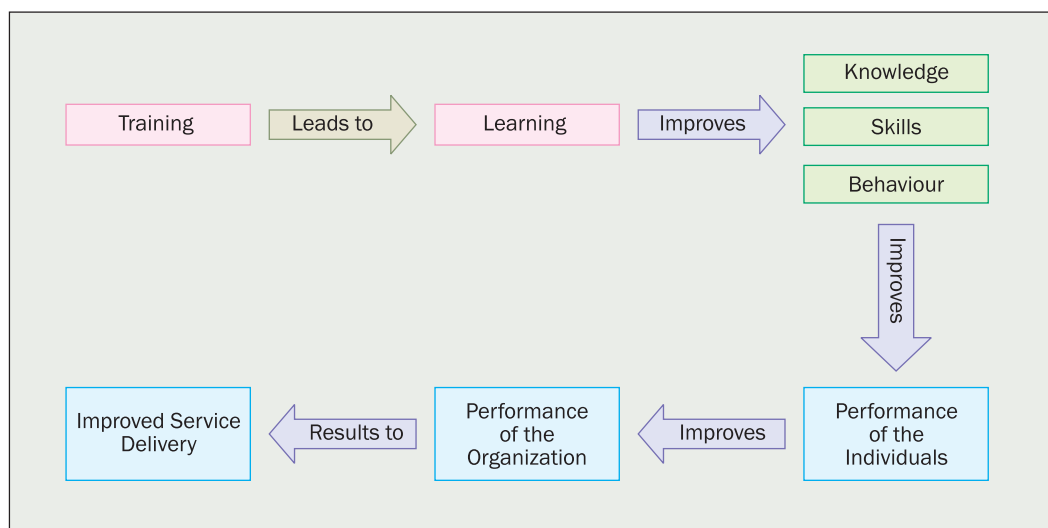 Training
Leads to
Learning
Improves
Knowledge
Skills
Behaviour
Improves
Performance
of the
Individuals
Improves
Performance
of the
Organization
Results to
Improved Service
Delivery